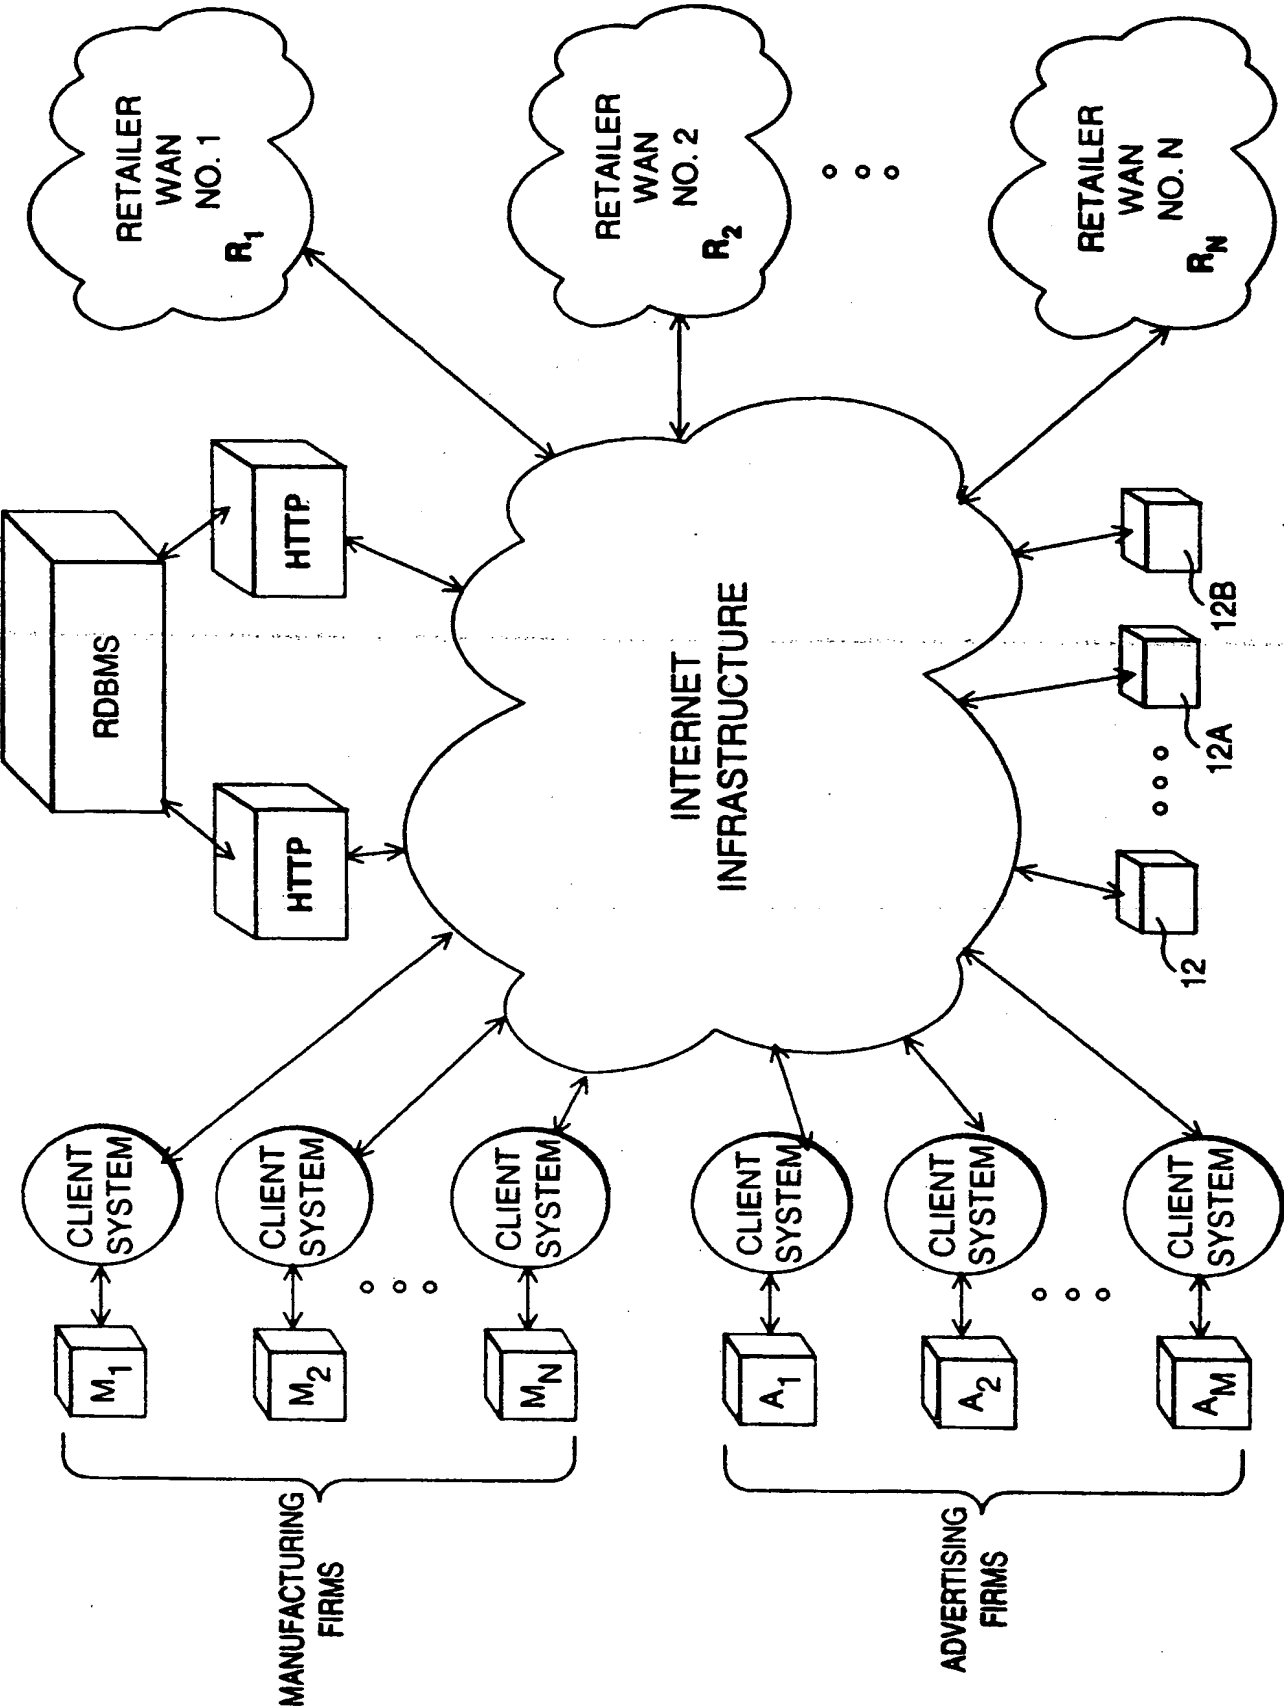 MANUFACTURING
FIRMS
M1
M2
MN
CLIENT
SYSTEM
CLIENT
SYSTEM
CLIENT
SYSTEM
ADVERTISING
FIRMS
A1
A2
AM
CLIENT
SYSTEM
CLIENT
SYSTEM
CLIENT
SYSTEM
RDBMS
HTTP
HTTP
INTERNET
INFRASTRUCTURE
12
12A
12B
RETAILER
WAN
NO. 1
R1
RETAILER
WAN
NO. 2
R2
RETAILER
WAN
NO. N
RN